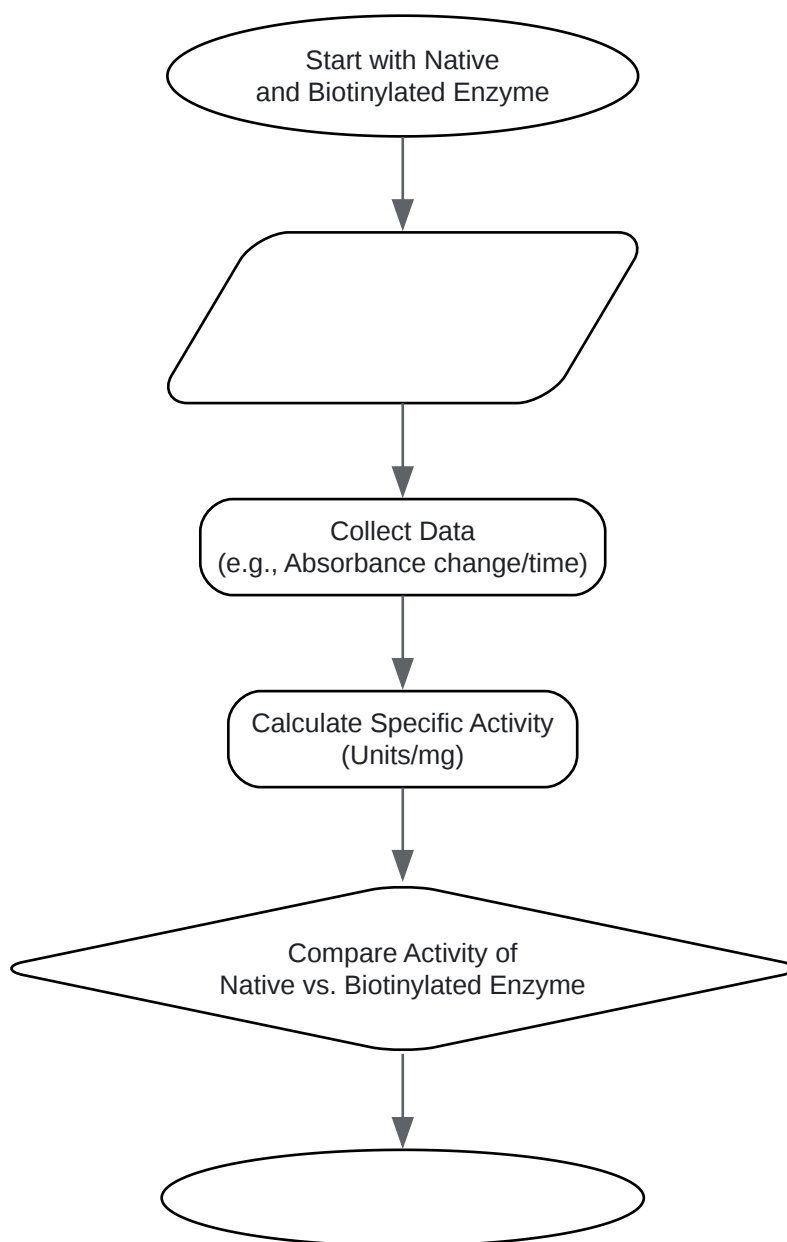 Start with Native
and Biotinylated Enzyme
Collect Data
(e.g., Absorbance change/time)
Calculate Specific Activity
(Units/mg)
Compare Activity of
Native vs. Biotinylated Enzyme